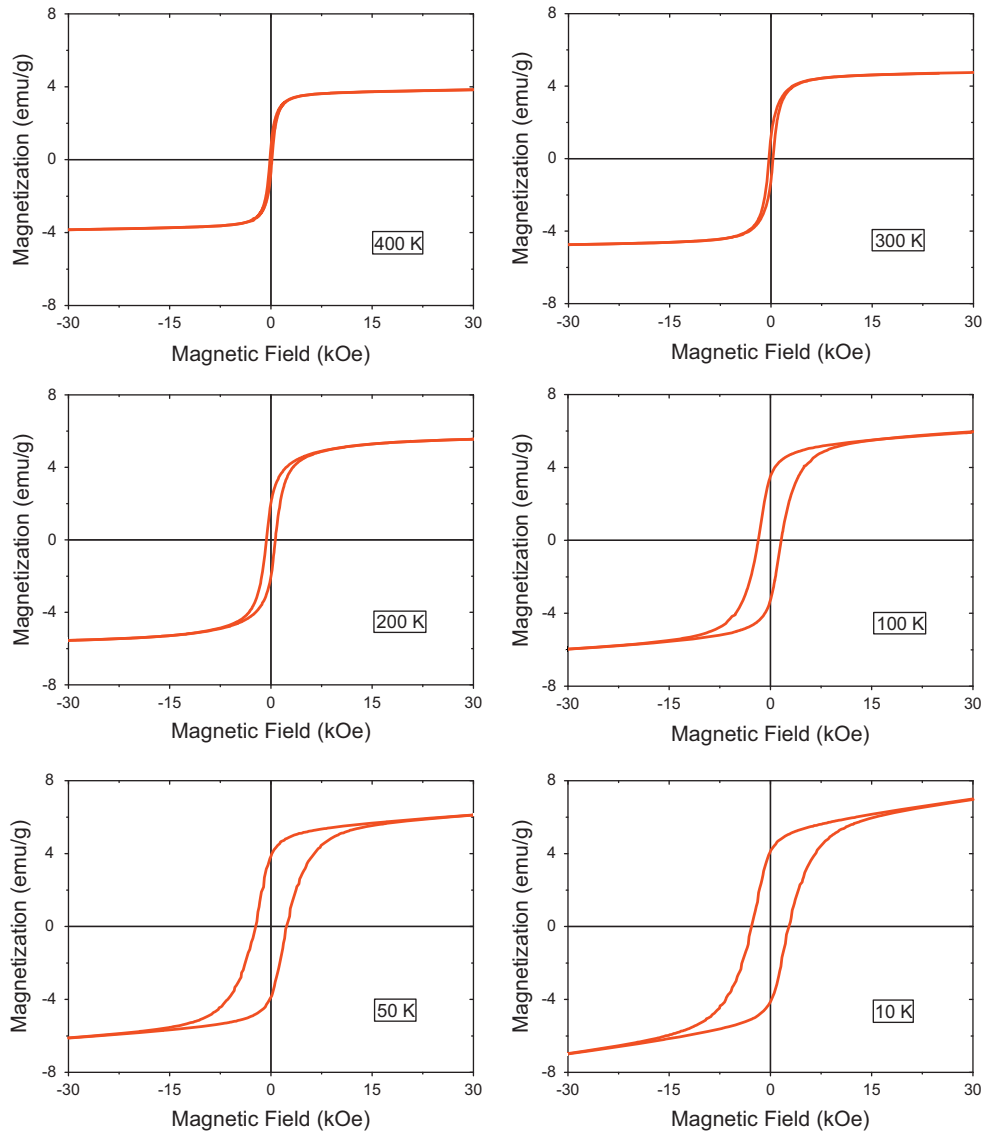 8
4
0
-4
-8
Magnetization (emu/g)
400 K
-30 -15 0 15 30
Magnetic Field (kOe)
8
4
0
-4
-8
Magnetization (emu/g)
300 K
-30 -15 0 15 30
Magnetic Field (kOe)
8
4
0
-4
-8
Magnetization (emu/g)
200 K
-30 -15 0 15 30
Magnetic Field (kOe)
8
4
0
-4
-8
Magnetization (emu/g)
100 K
-30 -15 0 15 30
Magnetic Field (kOe)
8
4
0
-4
-8
Magnetization (emu/g)
50 K
-30 -15 0 15 30
Magnetic Field (kOe)
8
4
0
-4
-8
Magnetization (emu/g)
10 K
-30 -15 0 15 30
Magnetic Field (kOe)